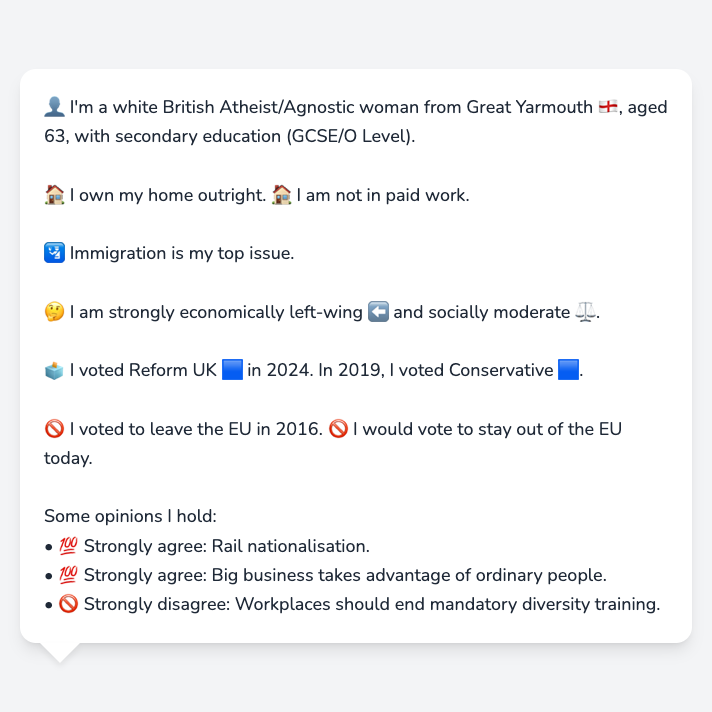 👤 I'm a white British Atheist/Agnostic woman from Great Yarmouth 🏴󠁧󠁢󠁥󠁮󠁧󠁿, aged
63, with secondary education (GCSE/O Level).
🏠 I own my home outright. 🏠 I am not in paid work.
🛂 Immigration is my top issue.
🤔 I am strongly economically left-wing ⬅️ and socially moderate ⚖️.
🗳️ I voted Reform UK 🟦 in 2024. In 2019, I voted Conservative 🟦.
🚫 I voted to leave the EU in 2016. 🚫 I would vote to stay out of the EU
today.
Some opinions I hold:
• 💯 Strongly agree: Rail nationalisation.
• 💯 Strongly agree: Big business takes advantage of ordinary people.
• 🚫 Strongly disagree: Workplaces should end mandatory diversity training.